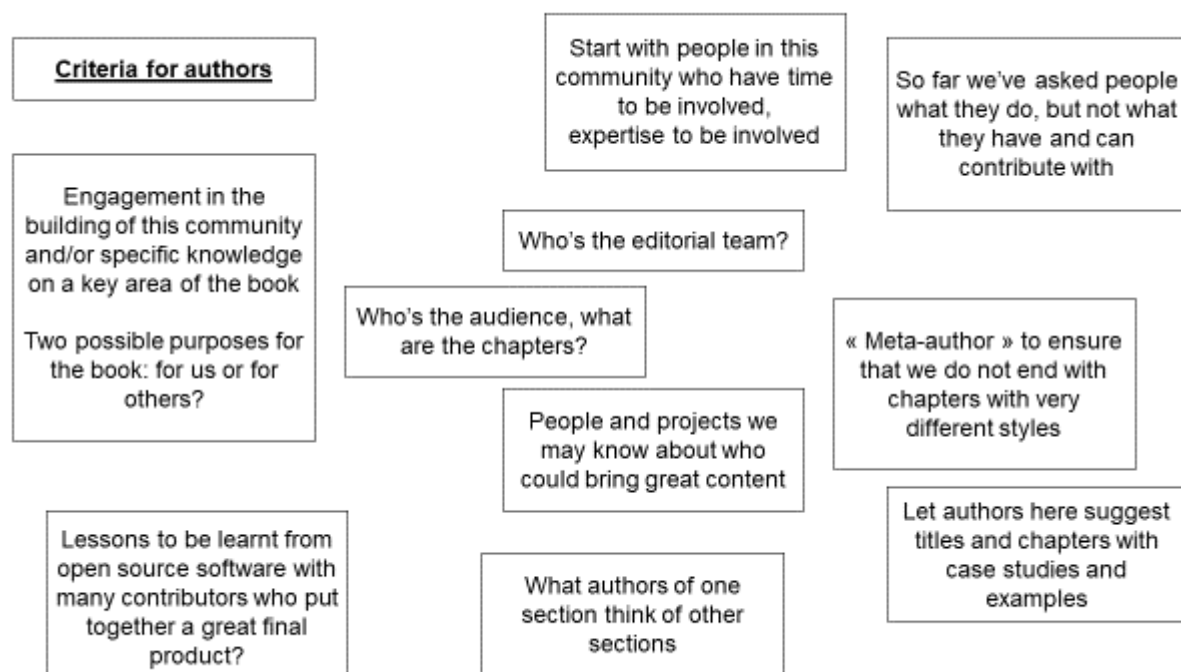 Criteria for authors
Engagement in the
building of this community
and/or specific knowledge
on a key area of the book
Two possible purposes for
the book: for us or for
others?
Lessons to be learnt from
open source software with
many contributors who put
together a great final
product?
Start with people in this
community who have time
to be involved,
expertise to be involved
Who's the editorial team?
Who's the audience, what
are the chapters?
People and projects we
may know about who
could bring great content
What authors of one
section think of other
sections
So far we've asked people
what they do, but not what
they have and can
contribute with
« Meta-author » to ensure
that we do not end with
chapters with very
different styles
Let authors here suggest
titles and chapters with
case studies and
examples